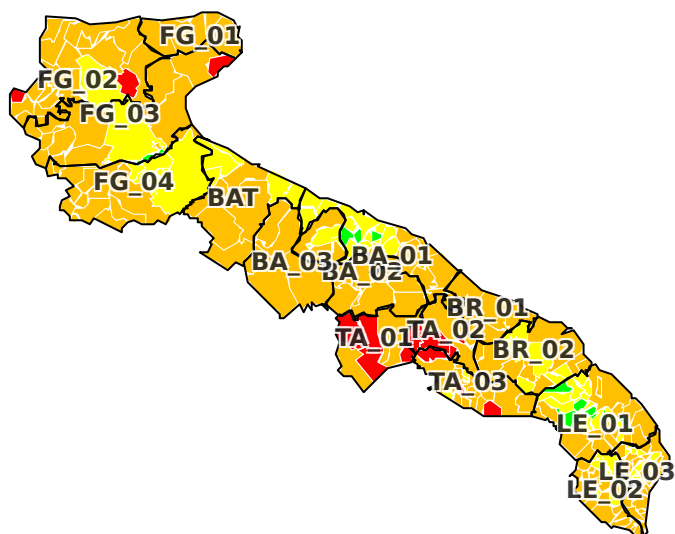 FG_01
FG_02
FG_03
FG_04
BAT
BA_01
BA_03
BA_02
BR_01
TA_02
TA_01
BR_02
TA_03
LE_01
LE_03
LE_02